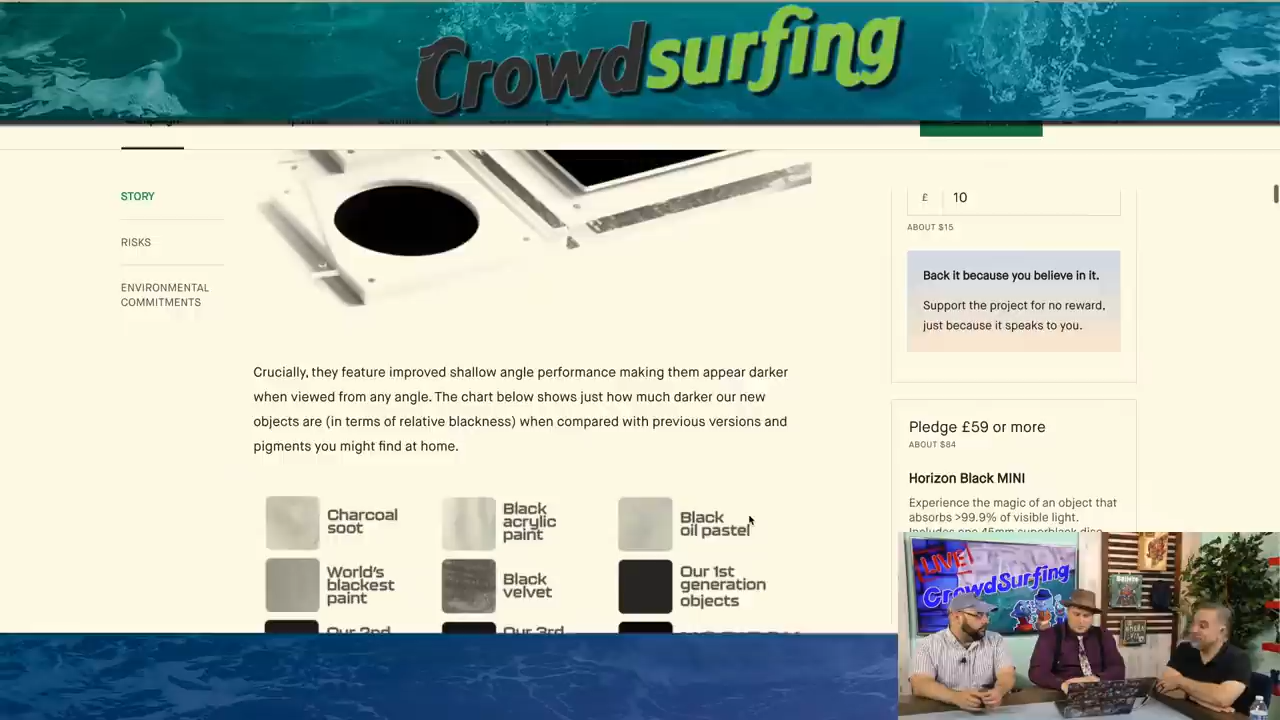 Crowdsurfing
STORY
RISKS
ENVIRONMENTAL
COMMITMENTS
Crucially, they feature improved shallow angle performance making them appear darker
when viewed from any angle. The chart below shows just how much darker our new
objects are (in terms of relative blackness) when compared with previous versions and
pigments you might find at home.
Charcoal
soot
Black
acrylic
paint
Black
oil pastel
World's
blackest
paint
Black
velvet
Our 1st
generation
objects
Our 2nd
Our 3rd
£ 10
ABOUT $15
Back it because you believe in it.
Support the project for no reward,
just because it speaks to you.
Pledge £59 or more
ABOUT $84
Horizon Black MINI
Experience the magic of an object that
absorbs >99.9% of visible light.
Includes one 45mm superblack disc
LIVE!
CrowdSurfing